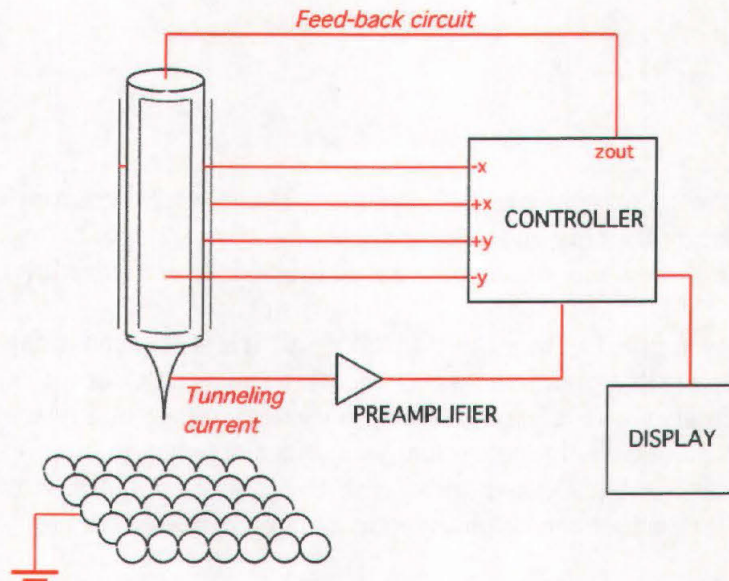 Feed-back circuit
zout
-x
+x
CONTROLLER
+y
-y
Tunneling
current
PREAMPLIFIER
DISPLAY